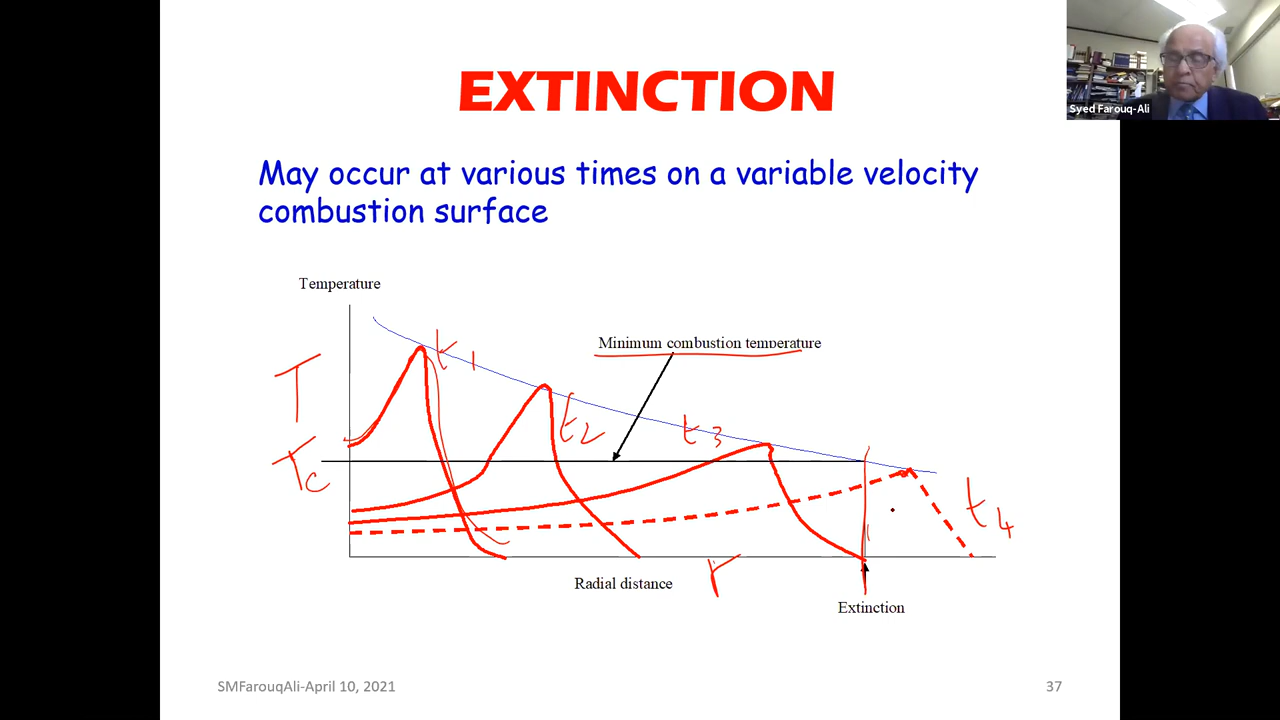 EXTINCTION
Syed Farouq-Ali
May occur at various times on a variable velocity
combustion surface
Temperature
Minimum combustion temperature
T
t1
t2
t3
Tc
t4
Radial distance
r
Extinction
SMFarouqAli-April 10, 2021
37